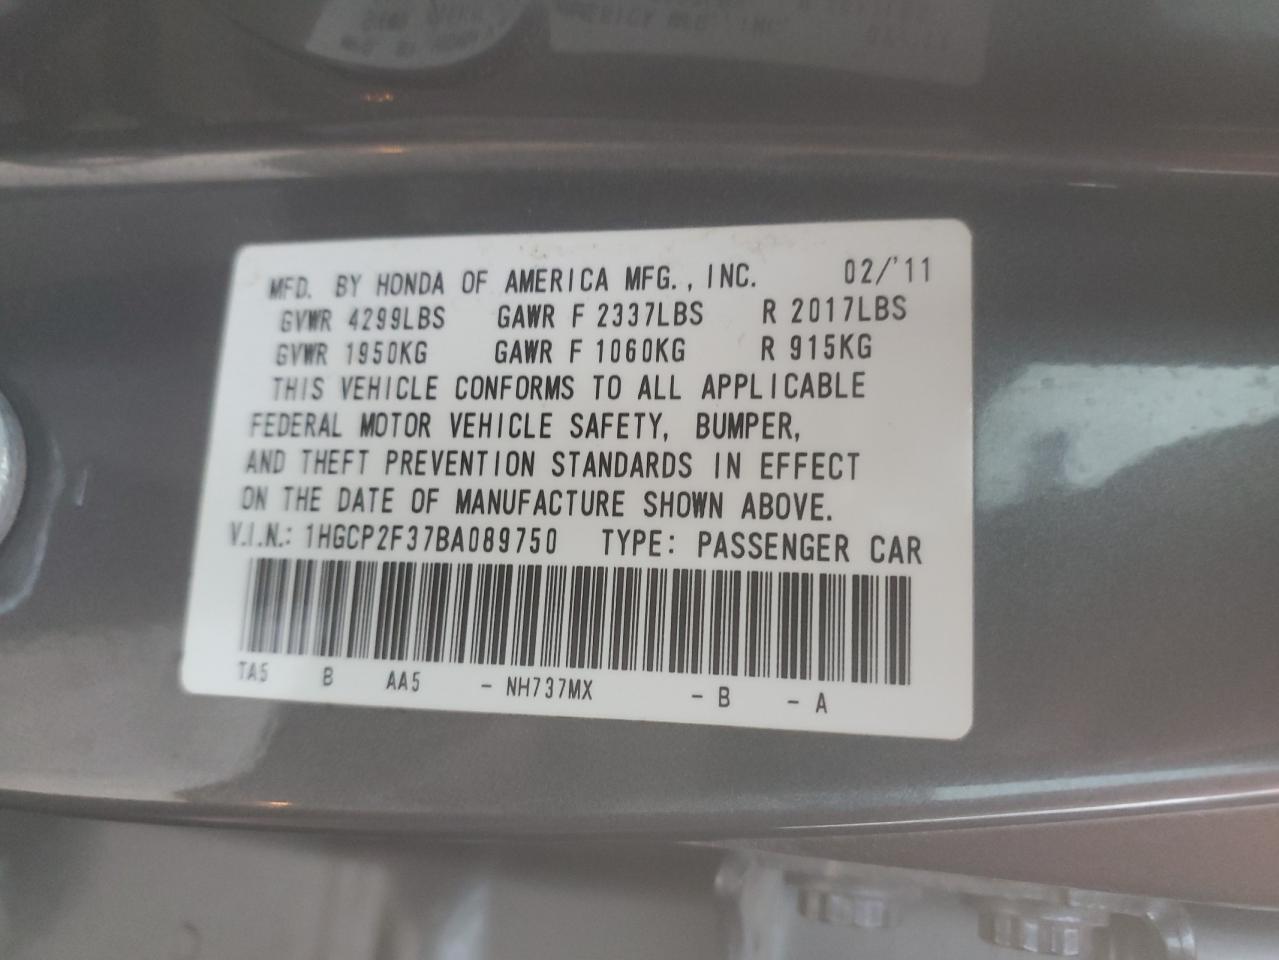 MFD. BY HONDA OF AMERICA MFG., INC. 02/'11
GVWR 4299LBS GAWR F 2337LBS R 2017LBS
GVWR 1950KG GAWR F 1060KG R 915KG
THIS VEHICLE CONFORMS TO ALL APPLICABLE
FEDERAL MOTOR VEHICLE SAFETY, BUMPER,
AND THEFT PREVENTION STANDARDS IN EFFECT
ON THE DATE OF MANUFACTURE SHOWN ABOVE.
V.I.N.: 1HGCP2F37BA089750 TYPE: PASSENGER CAR
TA5 B AA5 - NH737MX - B - A